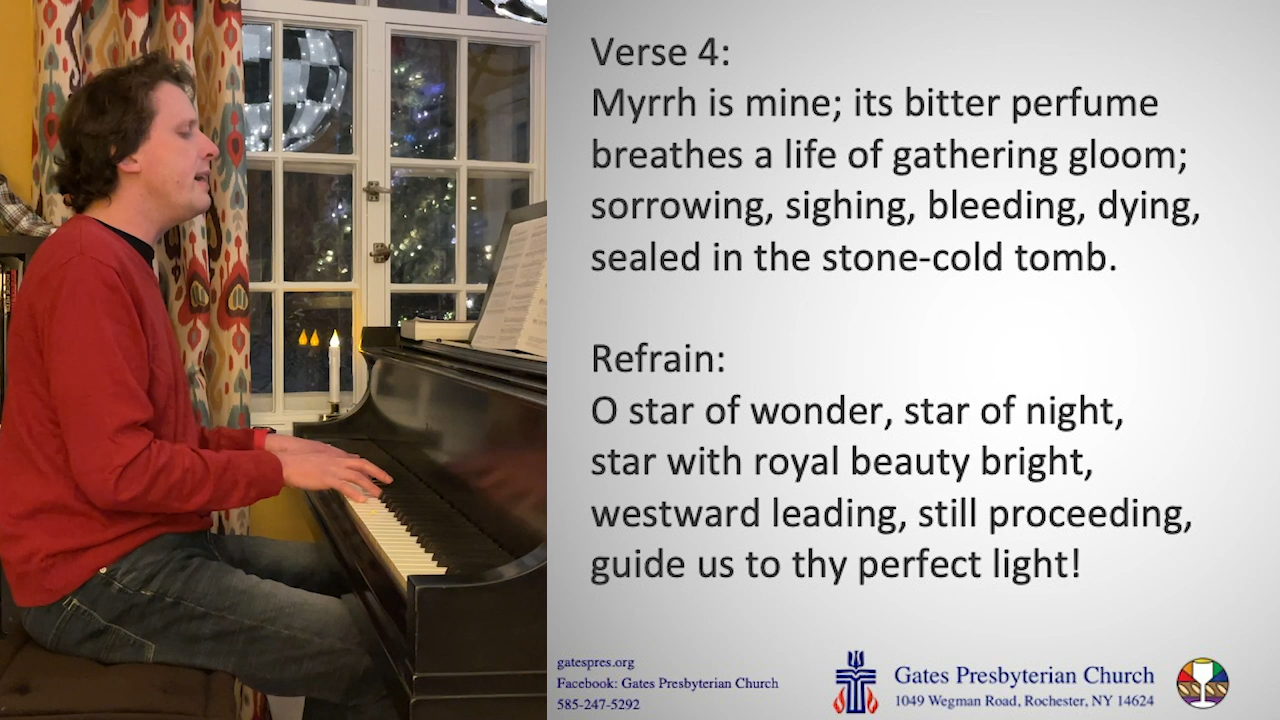 Verse 4:
Myrrh is mine; its bitter perfume
breathes a life of gathering gloom;
sorrowing, sighing, bleeding, dying,
sealed in the stone-cold tomb.
Refrain:
O star of wonder, star of night,
star with royal beauty bright,
westward leading, still proceeding,
guide us to thy perfect light!
gatespres.org
Facebook: Gates Presbyterian Church
585-247-5292
Gates Presbyterian Church
1049 Wegman Road, Rochester, NY 14624